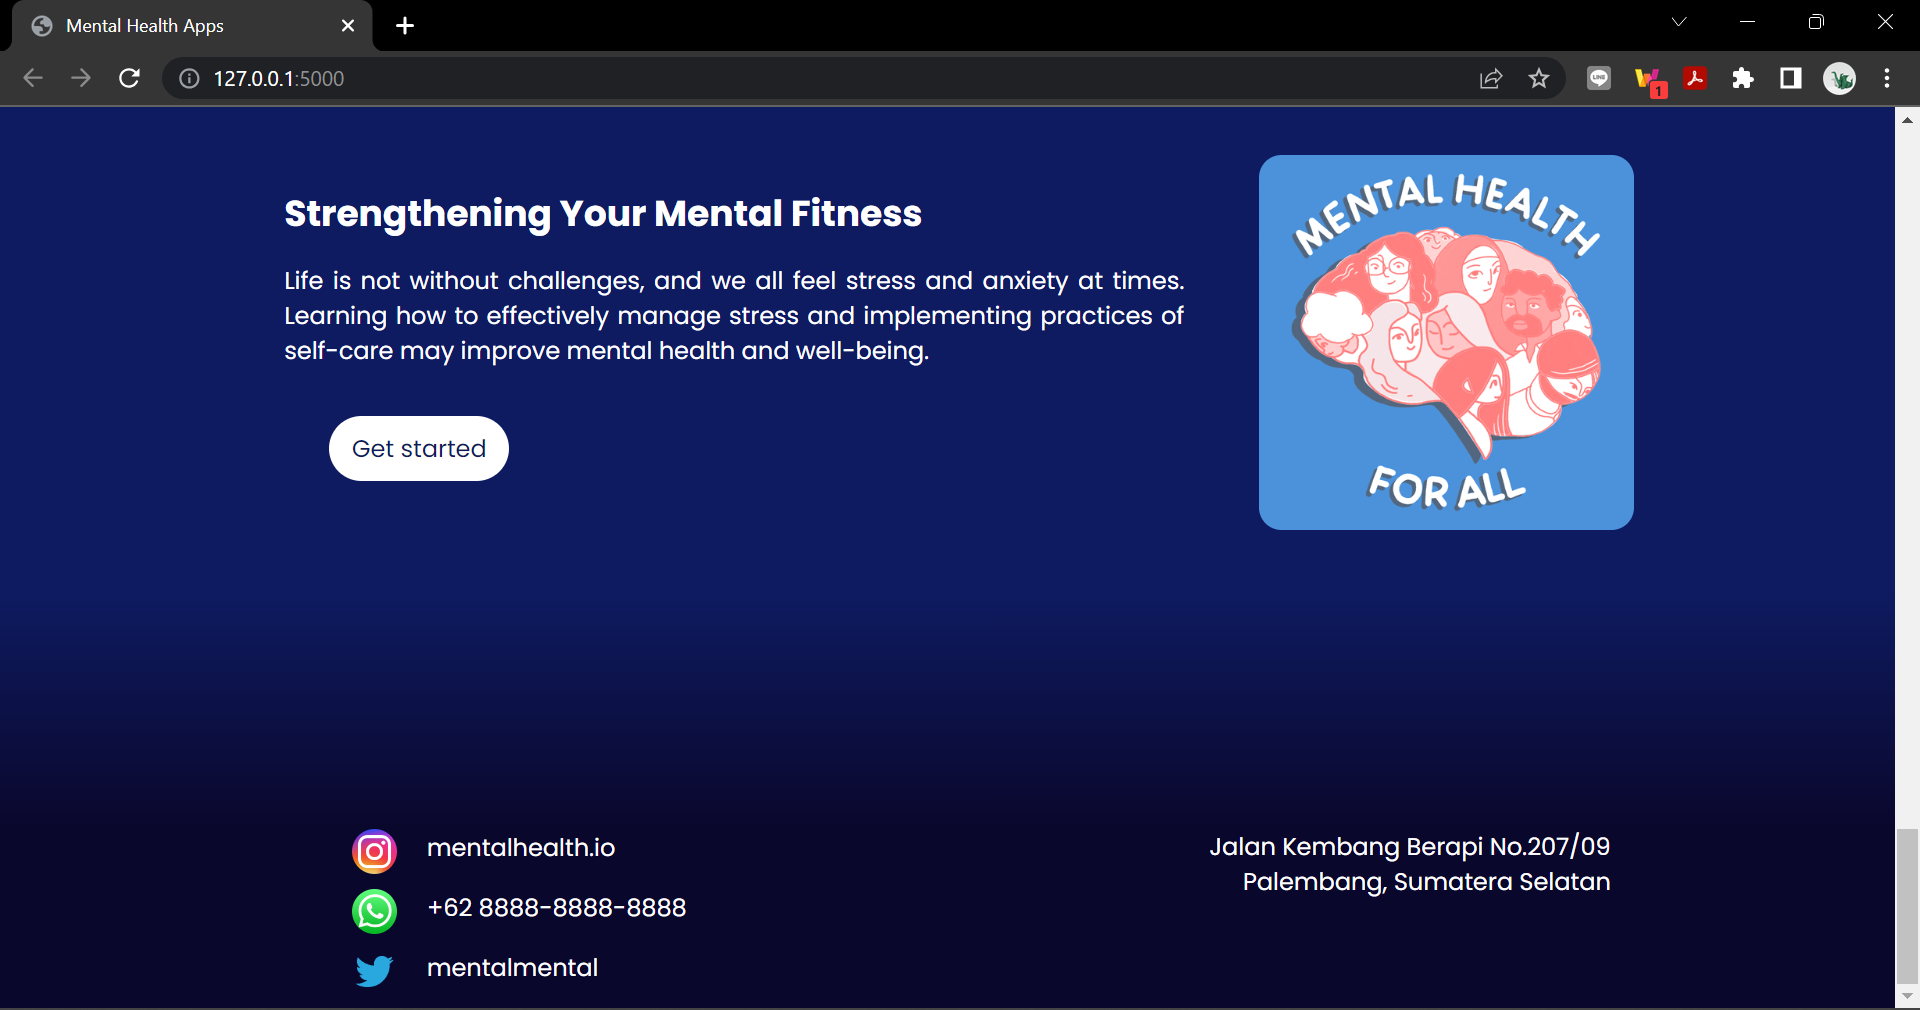 Mental Health Apps
127.0.0.1:5000
LINE
1
Strengthening Your Mental Fitness
Life is not without challenges, and we all feel stress and anxiety at times.
Learning how to effectively manage stress and implementing practices of
self-care may improve mental health and well-being.
Get started
MENTAL HEALTH
FOR ALL
mentalhealth.io
+62 8888-8888-8888
mentalmental
Jalan Kembang Berapi No.207/09
Palembang, Sumatera Selatan